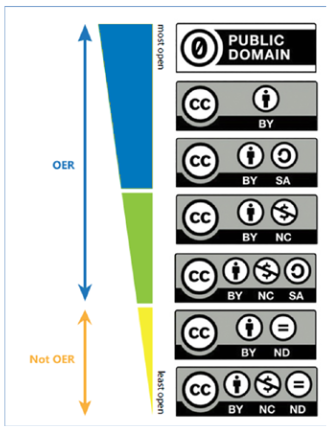 most open
0 PUBLIC
DOMAIN
cc
BY
OER
cc
BY SA
cc $
BY NC
cc $
BY NC SA
Not OER
cc =
BY ND
least open
cc $ =
BY NC ND